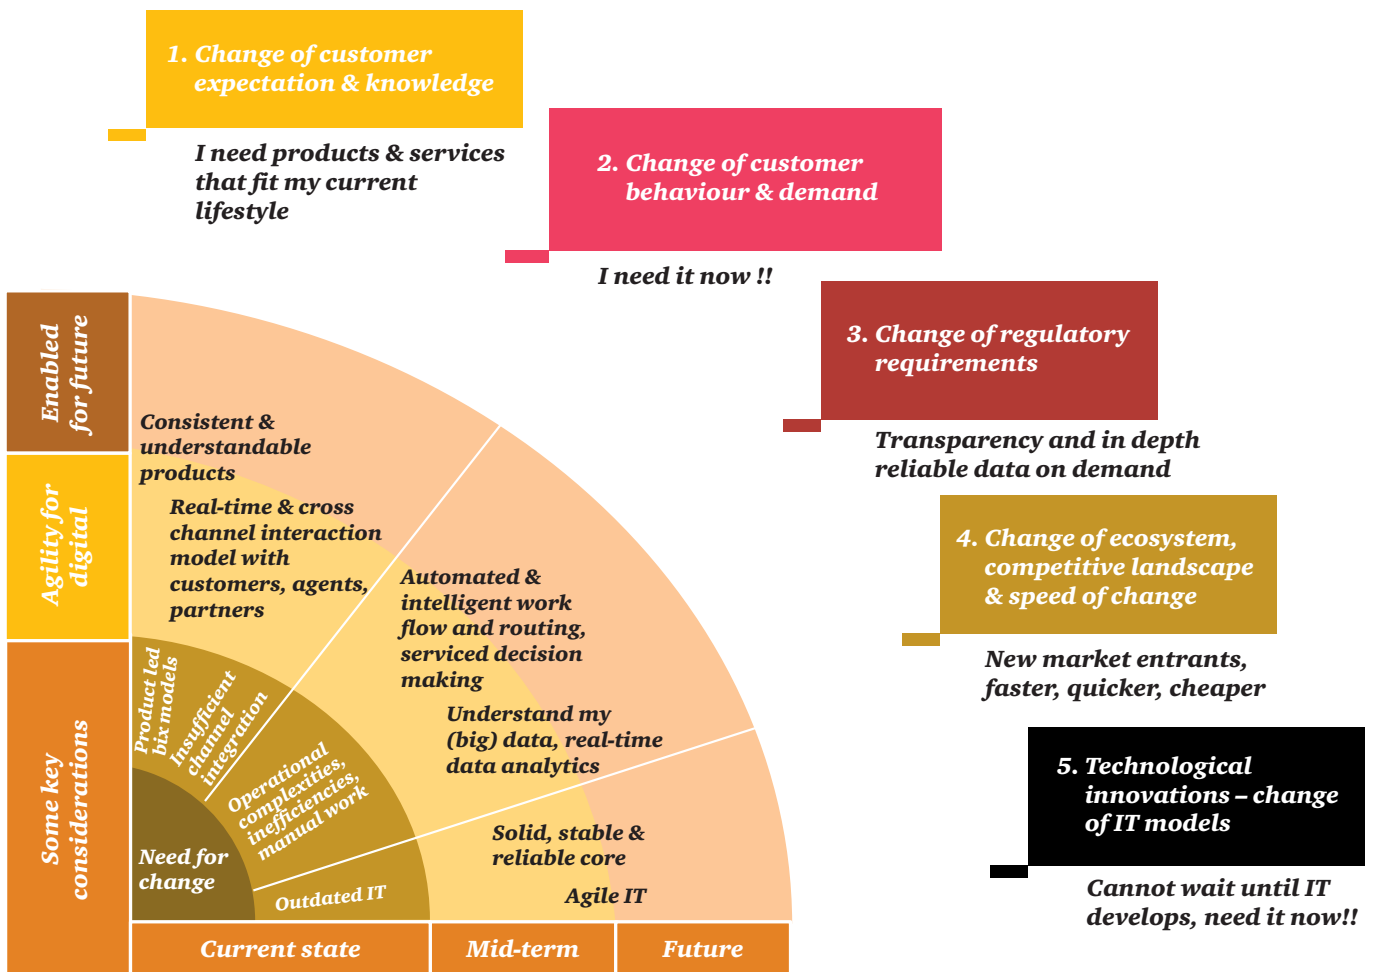 1. Change of customer
expectation & knowledge
I need products & services
that fit my current
lifestyle
2. Change of customer
behaviour & demand
I need it now !!
3. Change of regulatory
requirements
Transparency and in depth
reliable data on demand
4. Change of ecosystem,
competitive landscape
& speed of change
New market entrants,
faster, quicker, cheaper
5. Technological
innovations – change
of IT models
Cannot wait until IT
develops, need it now!!
Enabled
for future
Agility for
digital
Some key
considerations
Consistent &
understandable
products
Real-time & cross
channel interaction
model with
customers, agents,
partners
Automated &
intelligent work
flow and routing,
serviced decision
making
Understand my
(big) data, real-time
data analytics
Solid, stable &
reliable core
Agile IT
Product led
bix models
Insufficient
channel
integration
Operational
complexities,
inefficiencies,
manual work
Outdated IT
Need for
change
Current state
Mid-term
Future